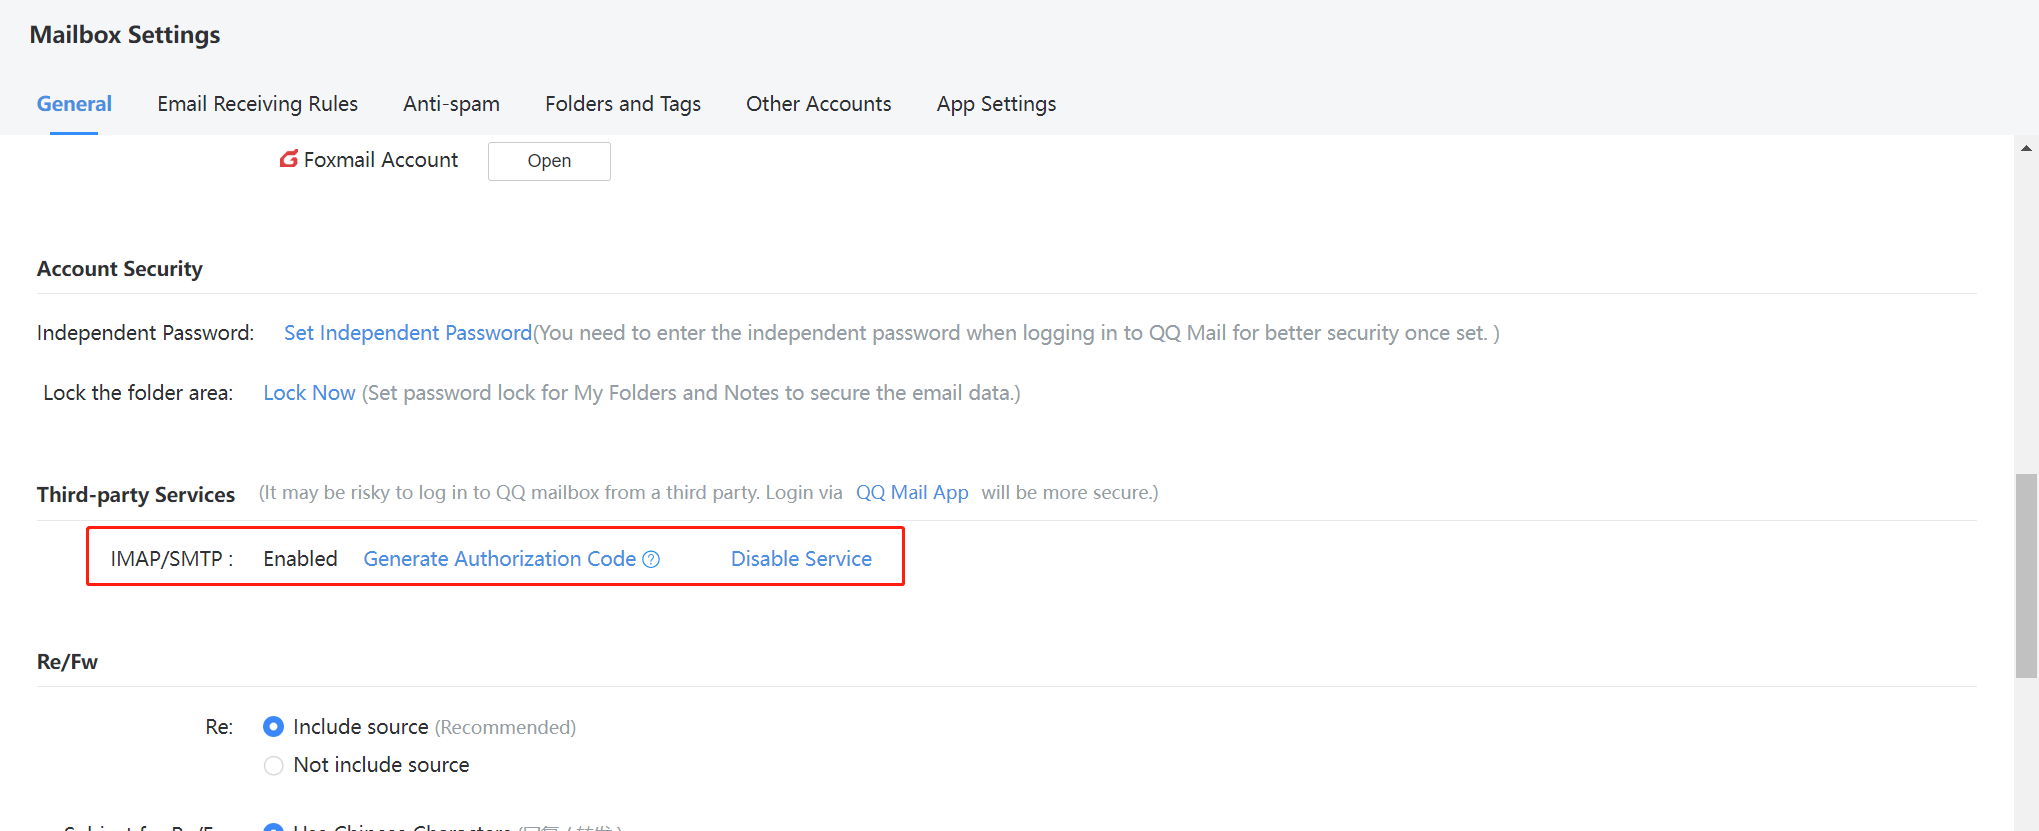 Mailbox Settings
General Email Receiving Rules Anti-spam Folders and Tags Other Accounts App Settings
Foxmail Account Open
Account Security
Independent Password: Set Independent Password(You need to enter the independent password when logging in to QQ Mail for better security once set. )
Lock the folder area: Lock Now (Set password lock for My Folders and Notes to secure the email data.)
Third-party Services (It may be risky to log in to QQ mailbox from a third party. Login via QQ Mail App will be more secure.)
IMAP/SMTP : Enabled Generate Authorization Code ? Disable Service
Re/Fw
Re: Include source (Recommended)
Not include source
Use Chinese Characters